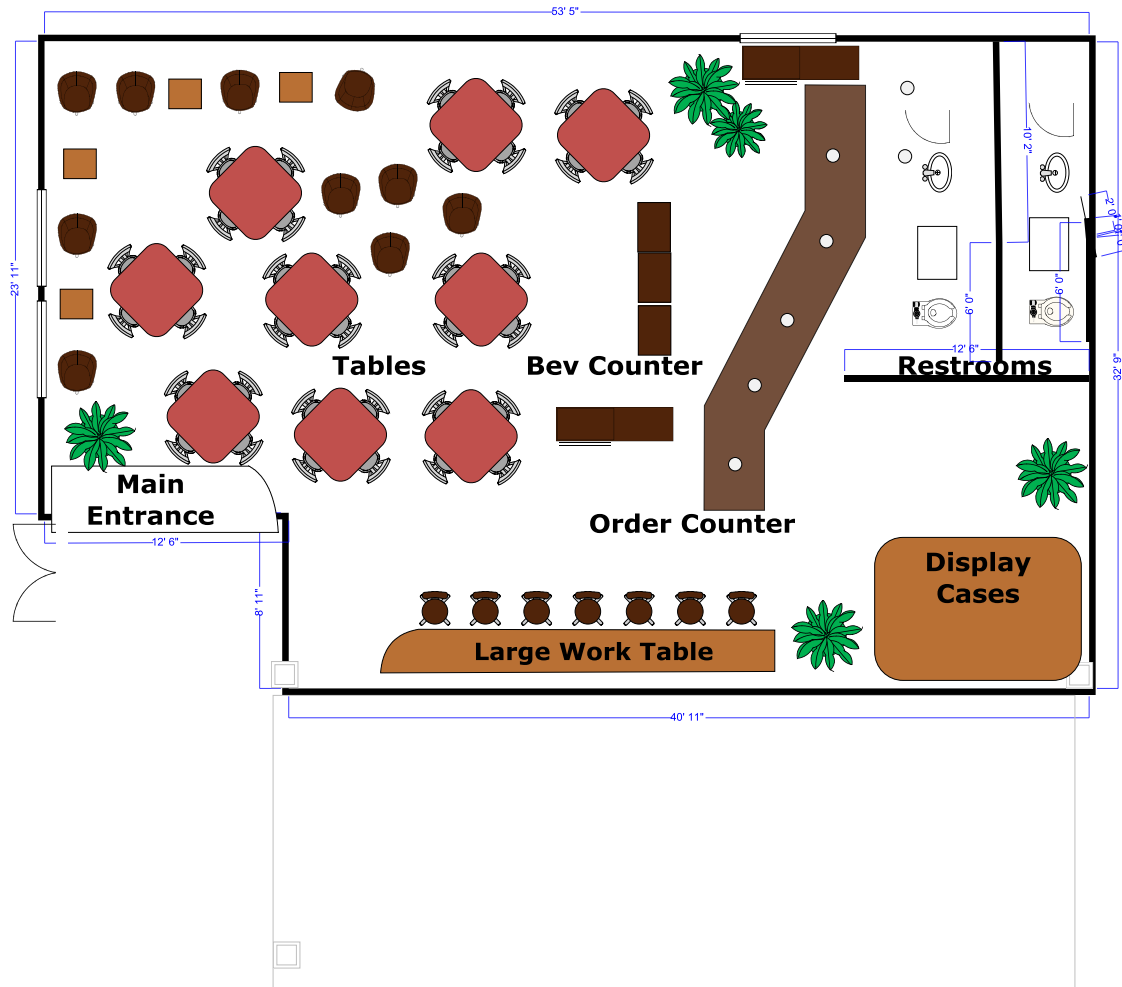 53' 5"
10' 2"
2' 0"
23' 11"
6' 0"
6' 0"
12' 6"
Tables
Bev Counter
Restrooms
32' 9"
Main
Entrance
Order Counter
12' 6"
8' 11"
Display
Cases
Large Work Table
40' 11"